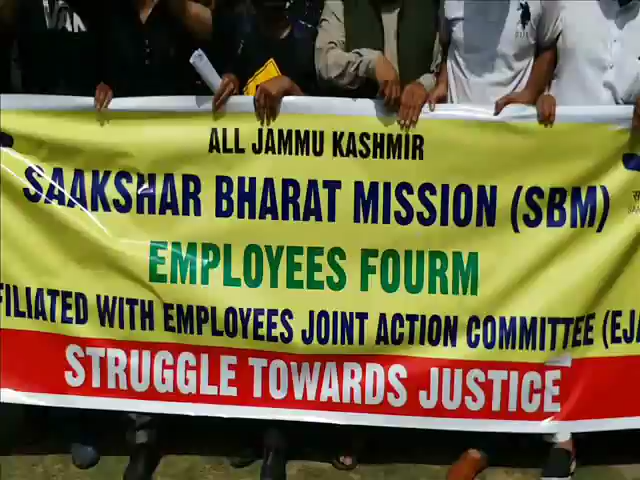 ALL JAMMU KASHMIR
SAAKSHAR BHARAT MISSION (SBM)
EMPLOYEES FOURM
FILIATED WITH EMPLOYEES JOINT ACTION COMMITTEE (EJA
STRUGGLE TOWARDS JUSTICE